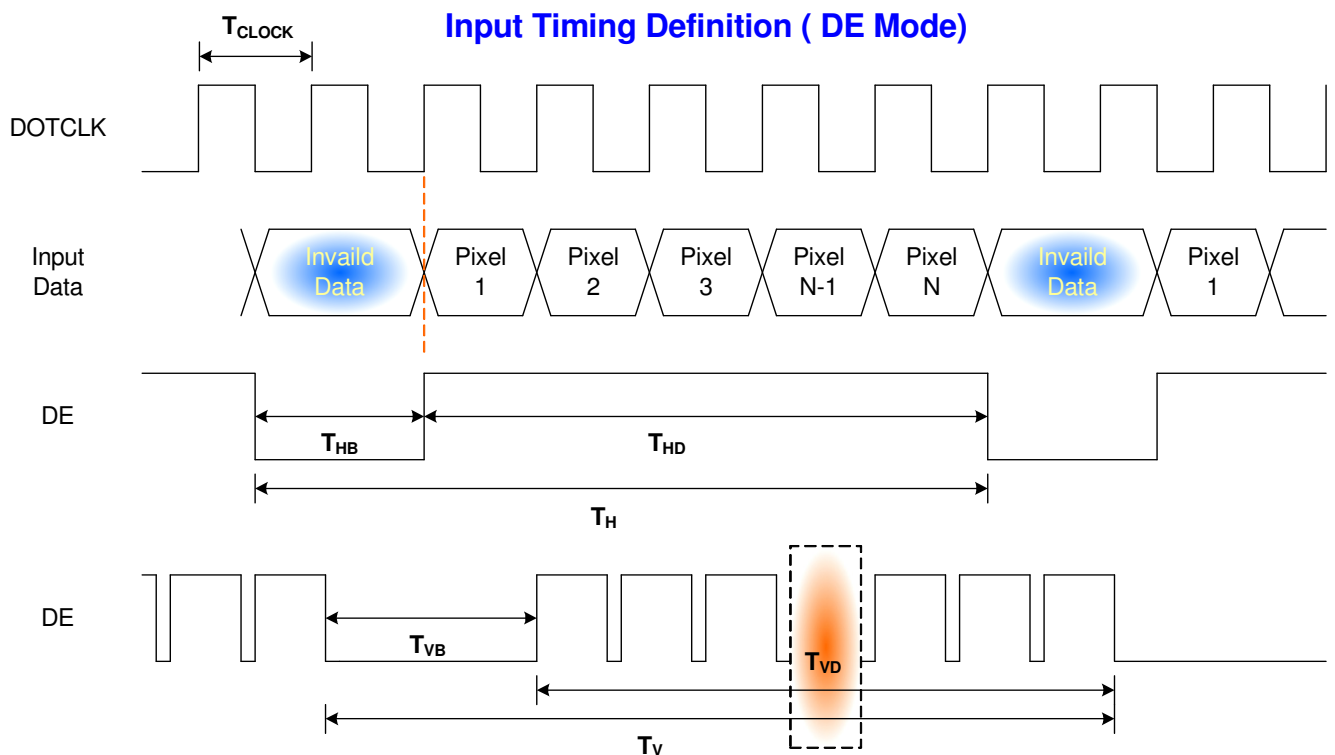 Input Timing Definition ( DE Mode)
TCLOCK
DOTCLK
Input
Data
Invaild
Data
Pixel
1
Pixel
2
Pixel
3
Pixel
N-1
Pixel
N
Invaild
Data
Pixel
1
DE
THB
THD
TH
DE
TVB
TVD
TV